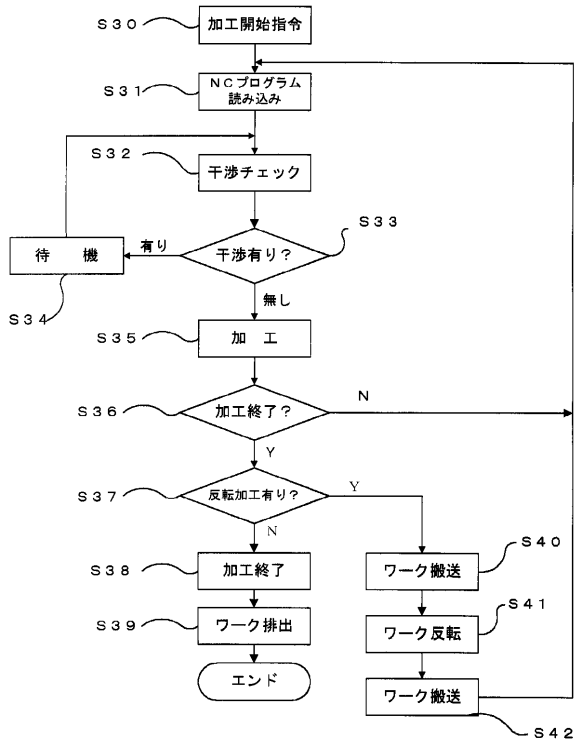 Ｓ３０
加工開始指令
Ｓ３１
ＮＣプログラム
読み込み
Ｓ３２
干渉チェック
Ｓ３３
干渉有り？
有り
待　機
Ｓ３４
無し
Ｓ３５
加　工
Ｓ３６
加工終了？
N
Y
Ｓ３７
反転加工有り？
Y
N
Ｓ３８
加工終了
Ｓ４０
ワーク搬送
Ｓ３９
ワーク排出
Ｓ４１
ワーク反転
エンド
ワーク搬送
Ｓ４２